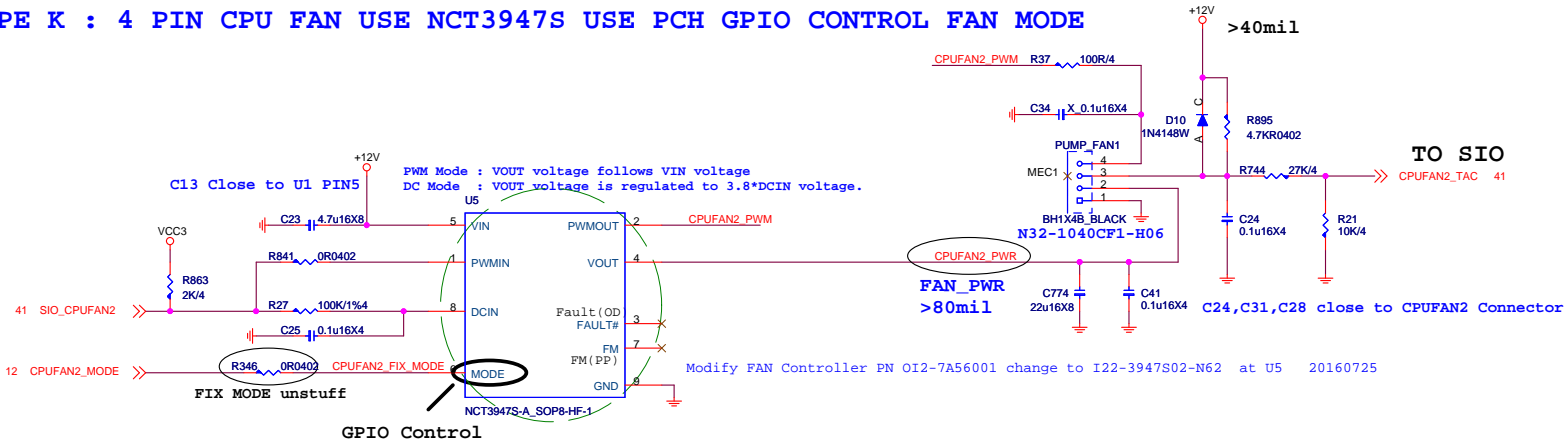 PE K : 4 PIN CPU FAN USE NCT3947S USE PCH GPIO CONTROL FAN MODE
+12V
>40mil
CPUFAN2_PWM R37 100R/4
C34 X_0.1u16X4
D10
1N4148W
C
A
R895
4.7KR0402
PUMP_FAN1
MEC1
4
3
2
1
BH1X4B_BLACK
N32-1040CF1-H06
R744 27K/4
TO SIO
CPUFAN2_TAC 41
C24
0.1u16X4
R21
10K/4
+12V
PWM Mode : VOUT voltage follows VIN voltage
DC Mode : VOUT voltage is regulated to 3.8*DCIN voltage.
C13 Close to U1 PIN5
U5
C23 4.7u16X8
5 VIN
PWMOUT 2 CPUFAN2_PWM
VCC3
R863
2K/4
R841 0R0402
1 PWMIN
VOUT 4
CPUFAN2_PWR
FAN_PWR
>80mil
C774
22u16X8
C41
0.1u16X4
C24,C31,C28 close to CPUFAN2 Connector
41 SIO_CPUFAN2
R27 100K/1%4
8 DCIN
Fault(OD
FAULT# 3
C25 0.1u16X4
FM 7
FM(PP)
12 CPUFAN2_MODE
R346 0R0402 CPUFAN2_FIX_MODE
MODE
GND 9
Modify FAN Controller PN OI2-7A56001 change to I22-3947S02-N62 at U5 20160725
FIX MODE unstuff
NCT3947S-A_SOP8-HF-1
GPIO Control